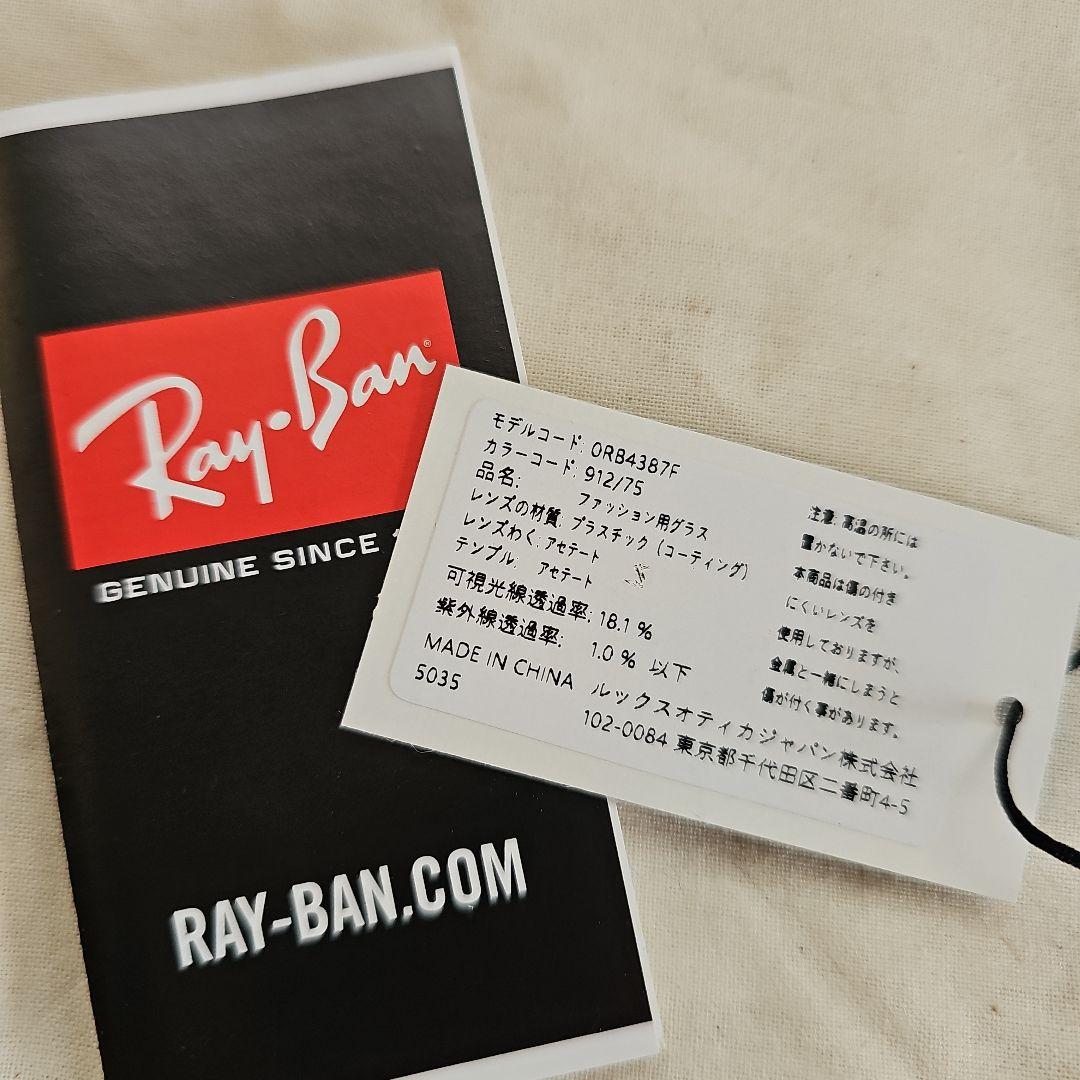 Ray•Ban®
GENUINE SINCE
RAY-BAN.COM
モデルコード: 0RB4387F
カラーコード: 912/75
品名: ファッション用グラス
レンズの材質: プラスチック (コーティング)
レンズわく: アセテート
テンプル: アセテート
可視光線透過率: 18.1 %
紫外線透過率: 1.0 % 以下
MADE IN CHINA ルックスオティカジャパン株式会社
5035 102-0084 東京都千代田区二番町4-5
注意: 高温の所には
置かないで下さい。
本商品は傷の付き
にくいレンズを
使用しておりますが、
金属と一緒にしまうと
傷が付く事があります。